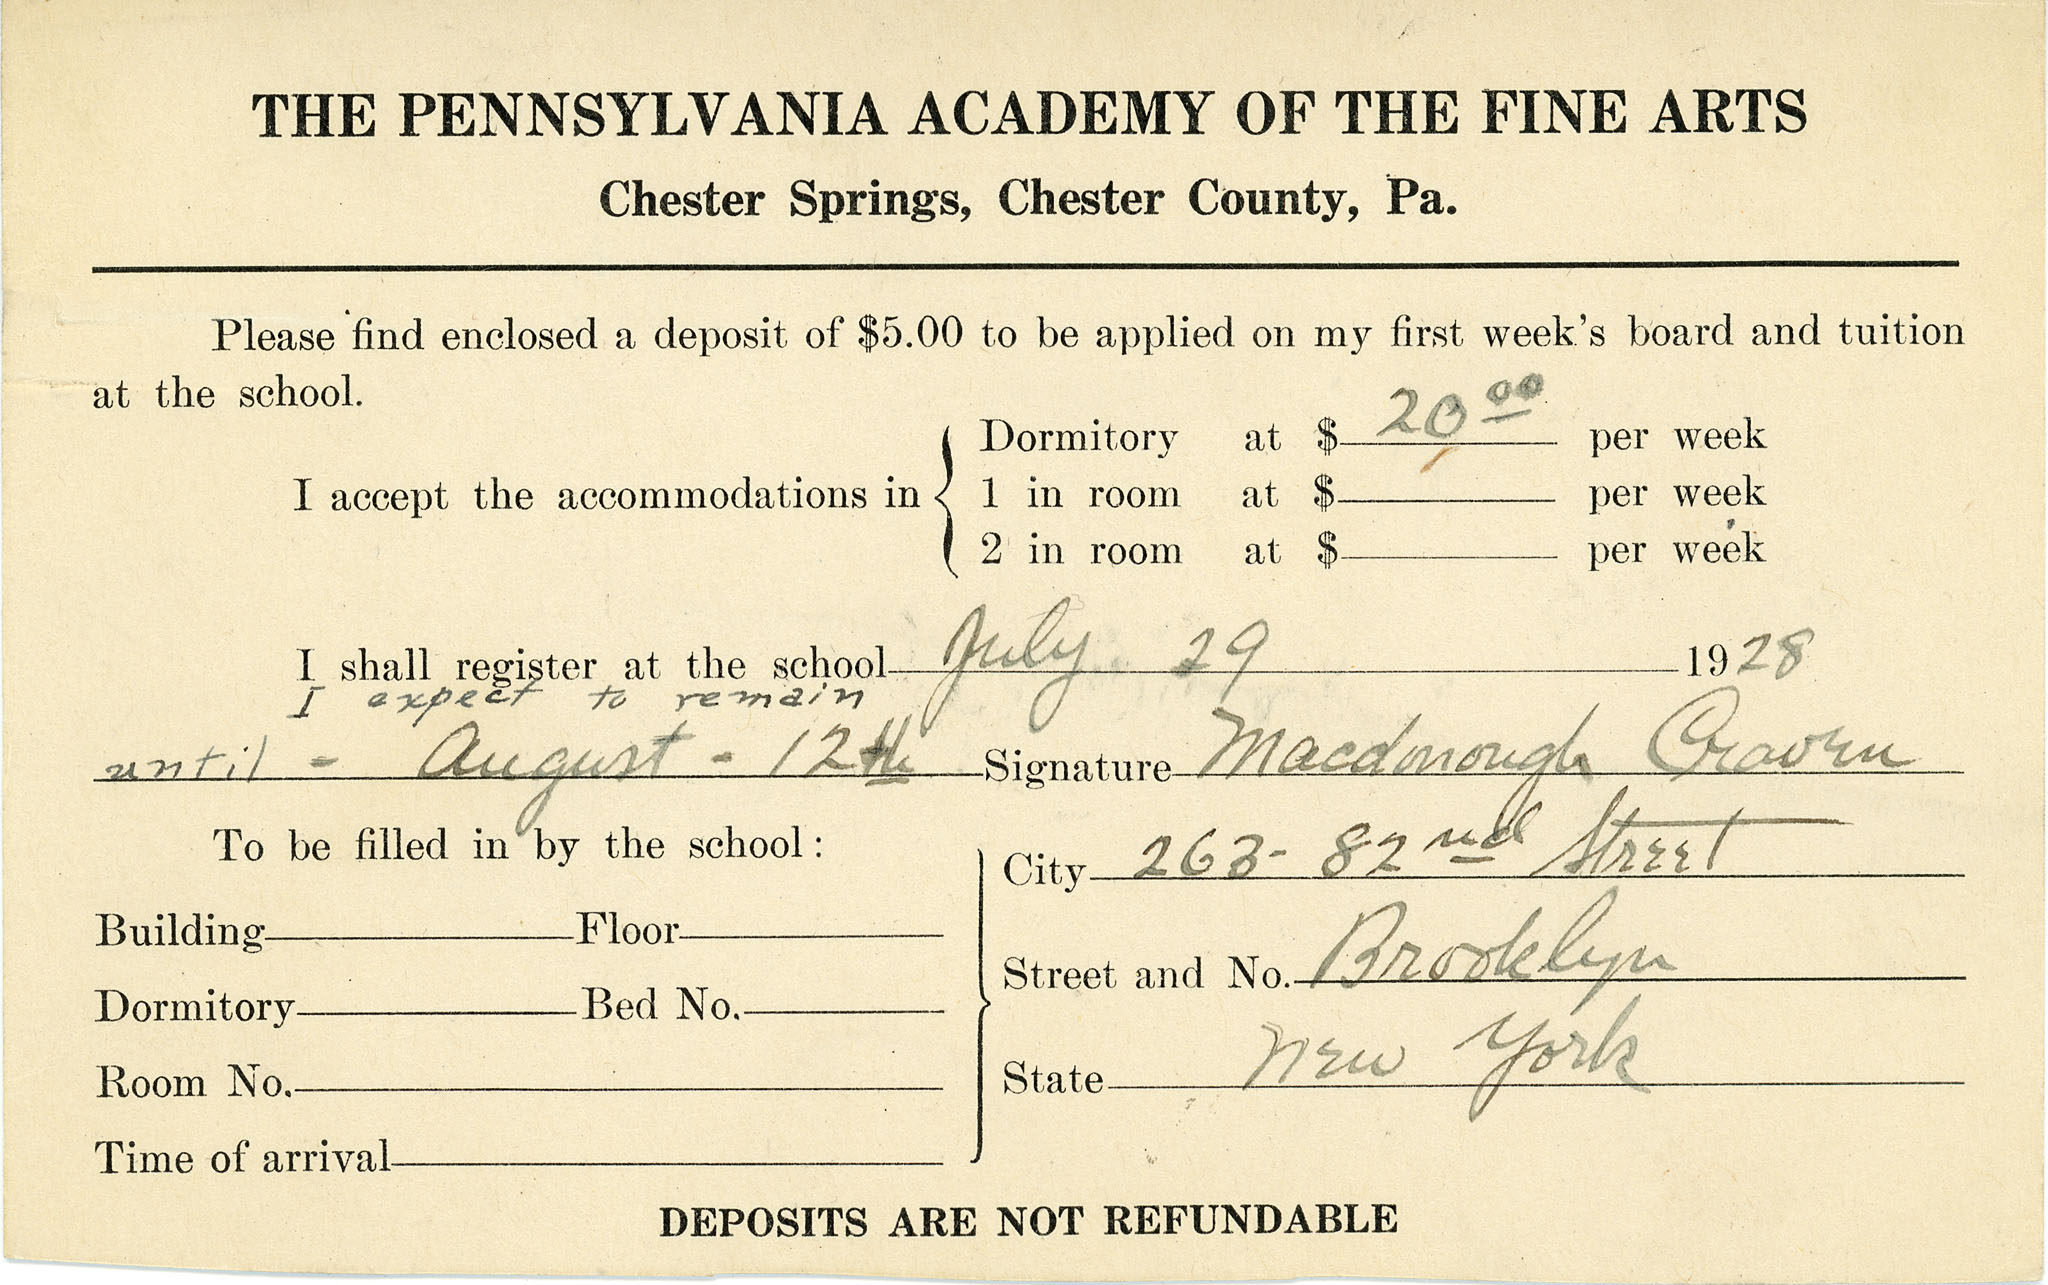 THE PENNSYLVANIA ACADEMY OF THE FINE ARTS
Chester Springs, Chester County, Pa.
Please find enclosed a deposit of $5.00 to be applied on my first week's board and tuition
at the school.
I accept the accommodations in
Dormitory at $ 20 00 per week
1 in room at $ per week
2 in room at $ per week
I shall register at the school July 29 1928
I expect to remain
until - August - 12th Signature Macdonough Craven
To be filled in by the school:
City 263 - 82nd Street
Building Floor
Street and No. Brooklyn
Dormitory Bed No.
State New York
Room No.
Time of arrival
DEPOSITS ARE NOT REFUNDABLE